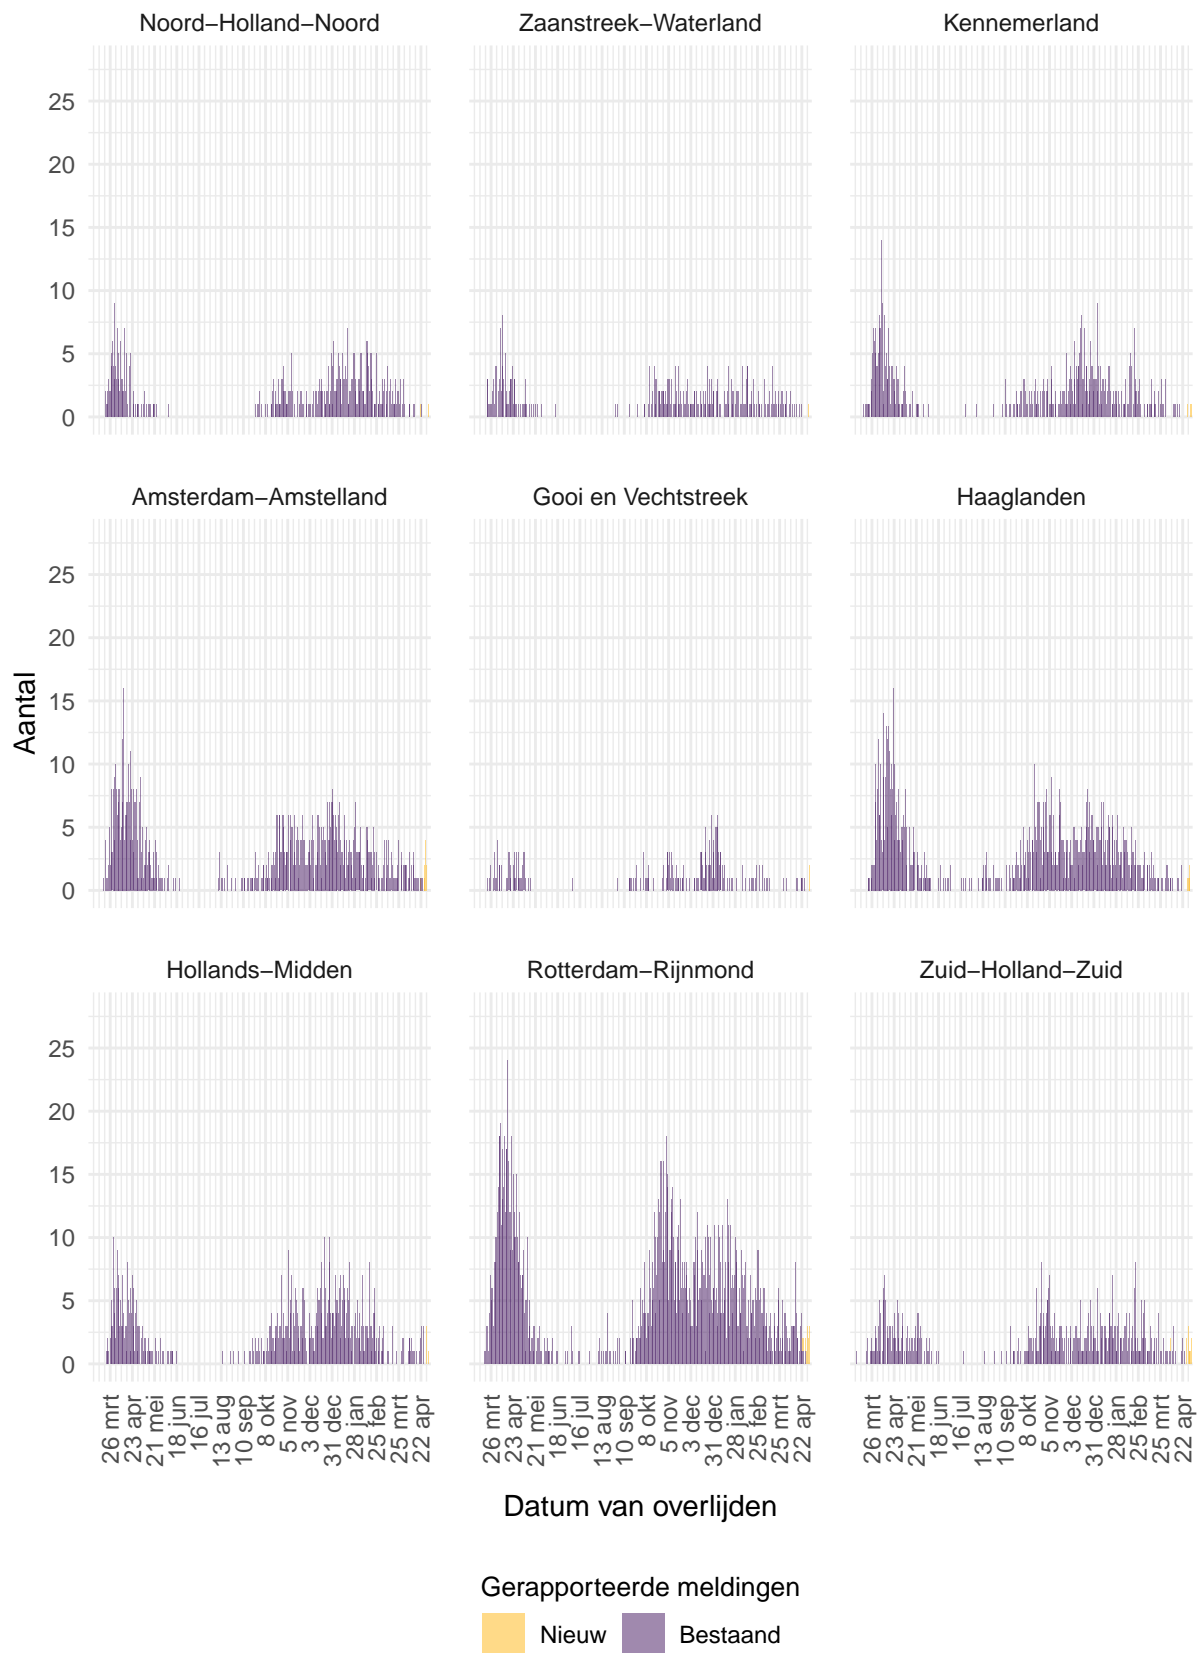 Noord−Holland−Noord Zaanstreek−Waterland Kennemerland
25
20
15
10
5
0
Amsterdam−Amstelland Gooi en Vechtstreek Haaglanden
25
20
15
10
5
0
Aantal
Hollands−Midden Rotterdam−Rijnmond Zuid−Holland−Zuid
25
20
15
10
5
0
26 mrt 23 apr 21 mei 18 jun 16 jul 13 aug 10 sep 8 okt 5 nov 3 dec 31 dec 28 jan 25 feb 25 mrt 22 apr 26 mrt 23 apr 21 mei 18 jun 16 jul 13 aug 10 sep 8 okt 5 nov 3 dec 31 dec 28 jan 25 feb 25 mrt 22 apr 26 mrt 23 apr 21 mei 18 jun 16 jul 13 aug 10 sep 8 okt 5 nov 3 dec 31 dec 28 jan 25 feb 25 mrt 22 apr
Datum van overlijden
Gerapporteerde meldingen
Nieuw Bestaand